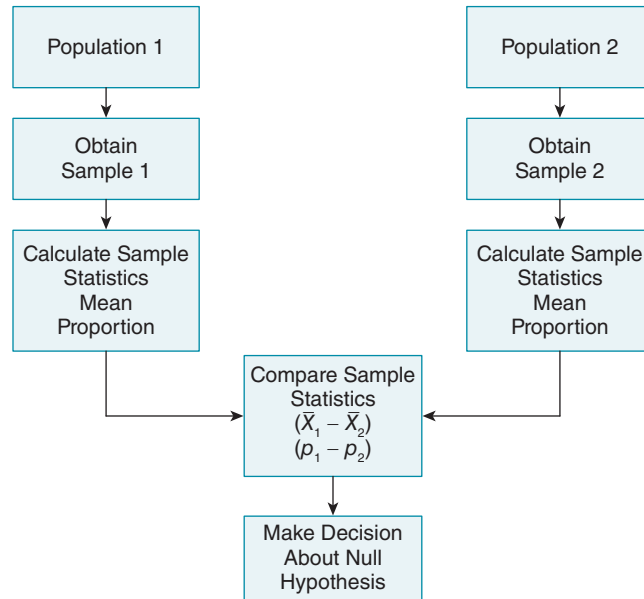 Population 1
Population 2
Obtain
Sample 1
Obtain
Sample 2
Calculate Sample
Statistics
Mean
Proportion
Calculate Sample
Statistics
Mean
Proportion
Compare Sample
Statistics
(X̅₁ – X̅₂)
(p₁ – p₂)
Make Decision
About Null
Hypothesis